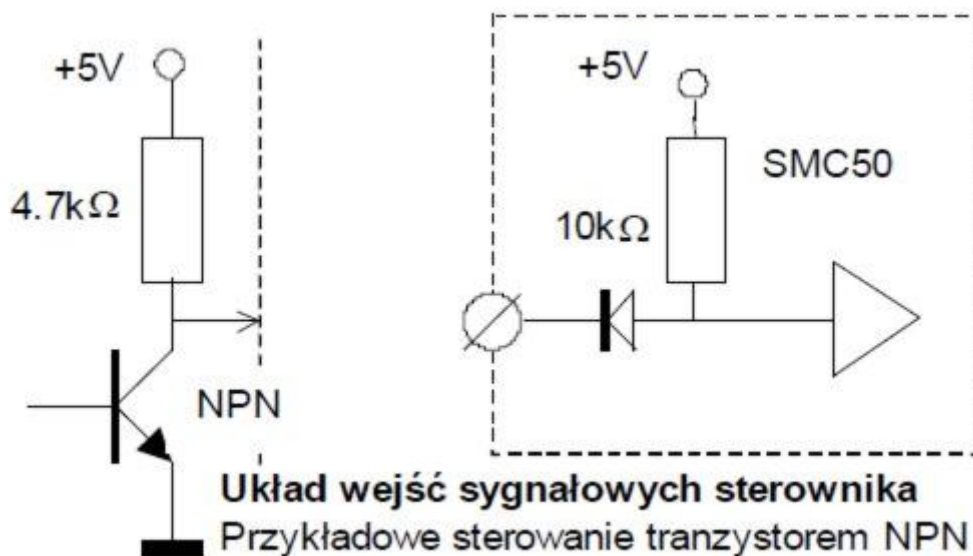 +5V
+5V
SMC50
4.7kΩ
10kΩ
NPN
Układ wejść sygnałowych sterownika
Przykładowe sterowanie tranzystorem NPN